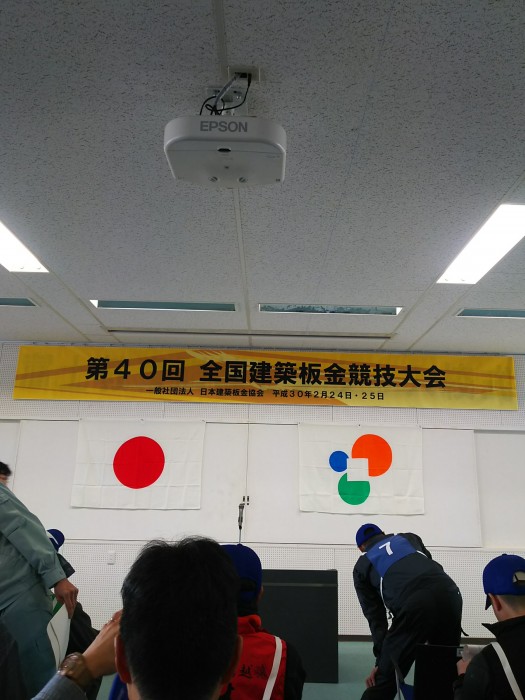 EPSON
第40回 全国建築板金競技大会
一般社団法人 日本建築板金協会 平成30年2月24日・25日
7